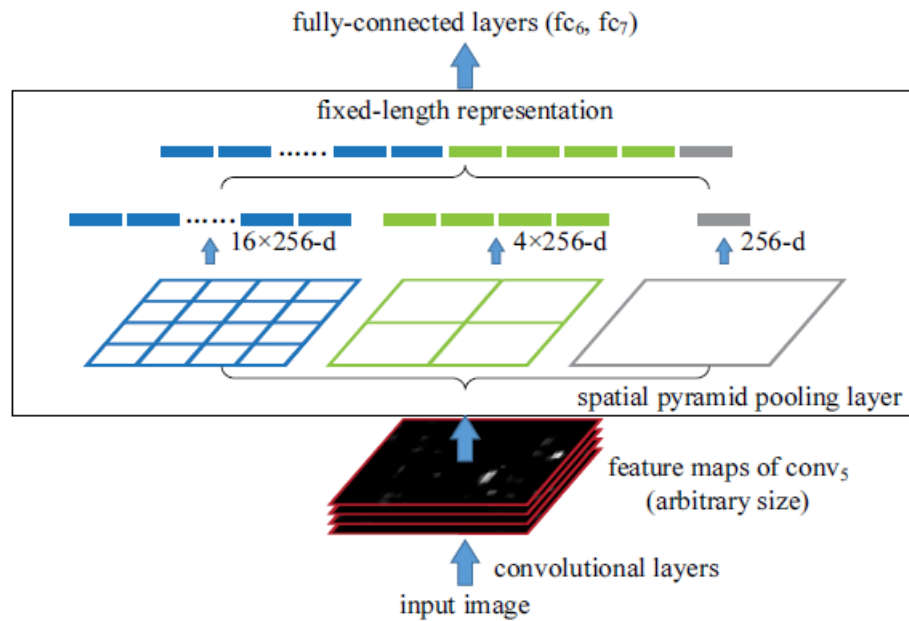 fully-connected layers (fc₆, fc₇)
fixed-length representation
......
......
16×256-d
4×256-d
256-d
spatial pyramid pooling layer
feature maps of conv₅
(arbitrary size)
convolutional layers
input image